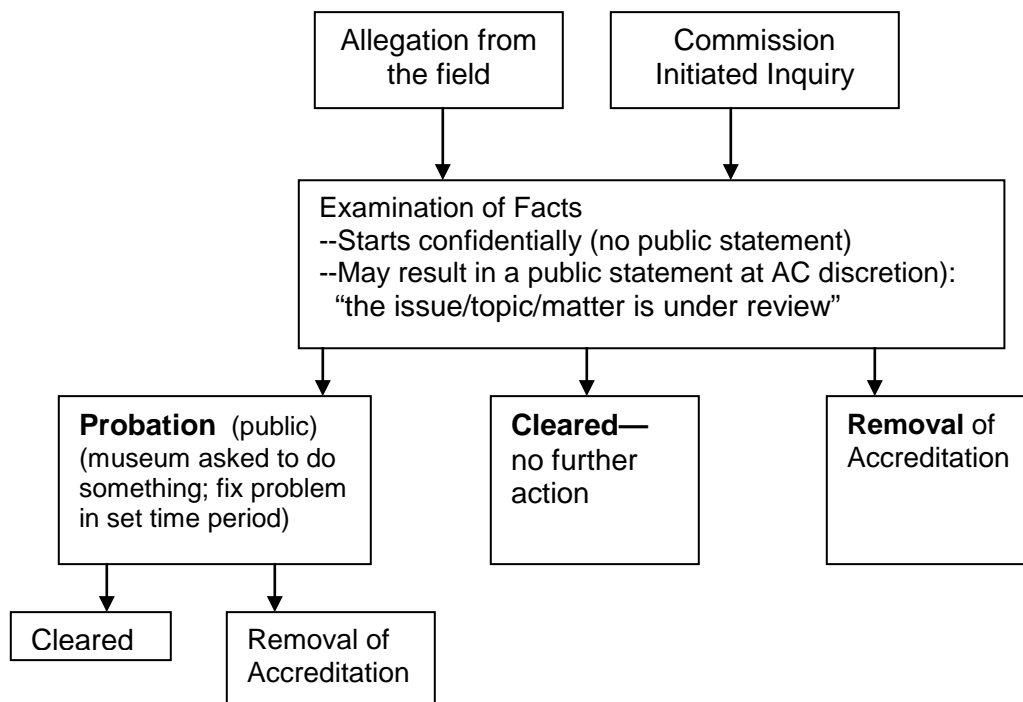 Allegation from
the field
Commission
Initiated Inquiry
Examination of Facts
--Starts confidentially (no public statement)
--May result in a public statement at AC discretion):
“the issue/topic/matter is under review”
Probation (public)
(museum asked to do
something; fix problem
in set time period)
Cleared—
no further
action
Removal of
Accreditation
Cleared
Removal of
Accreditation